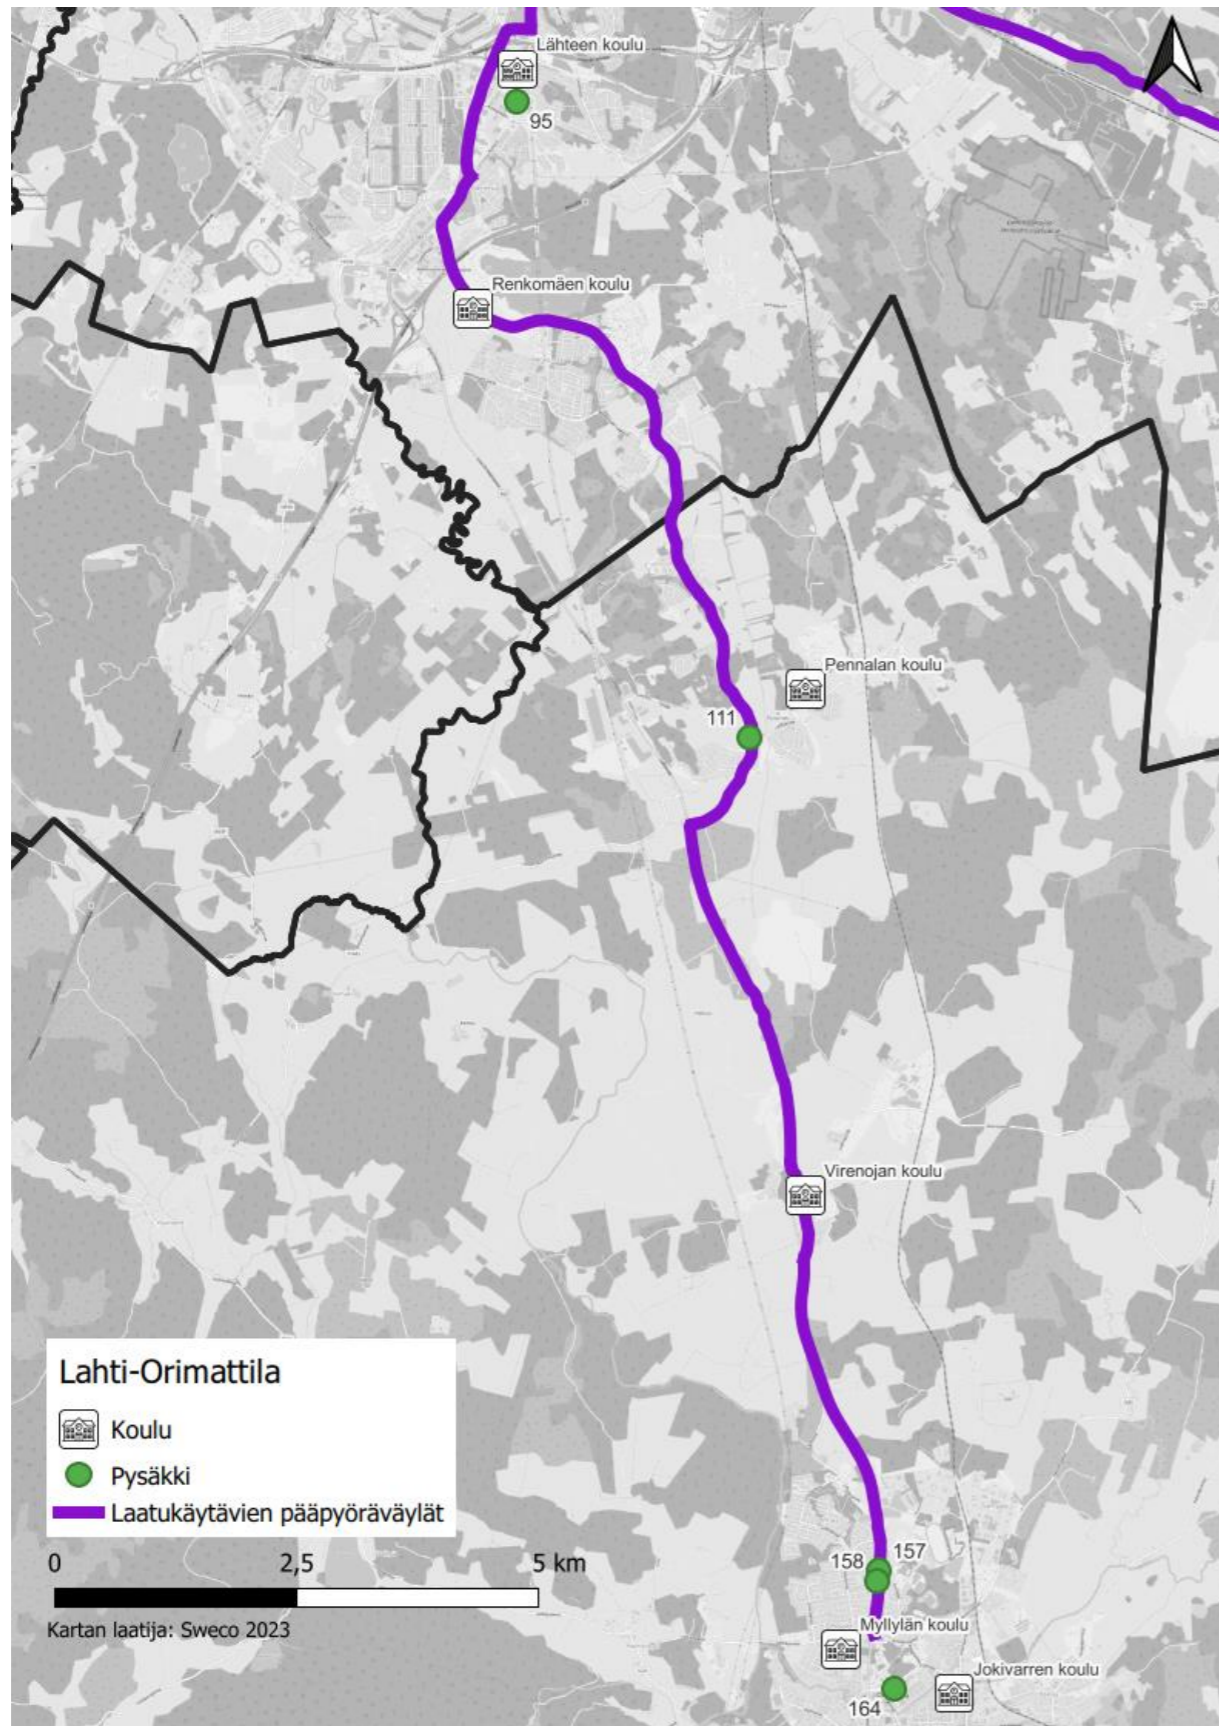 Lähteen koulu
95
Renkomäen koulu
Pennalan koulu
111
Virenojan koulu
Lahti-Orimattila
Koulu
Pysäkki
Laatukäytävien pääpyöräväylät
0 2,5 5 km
Kartan laatija: Sweco 2023
158 157
Myllylän koulu
Jokivarren koulu
164